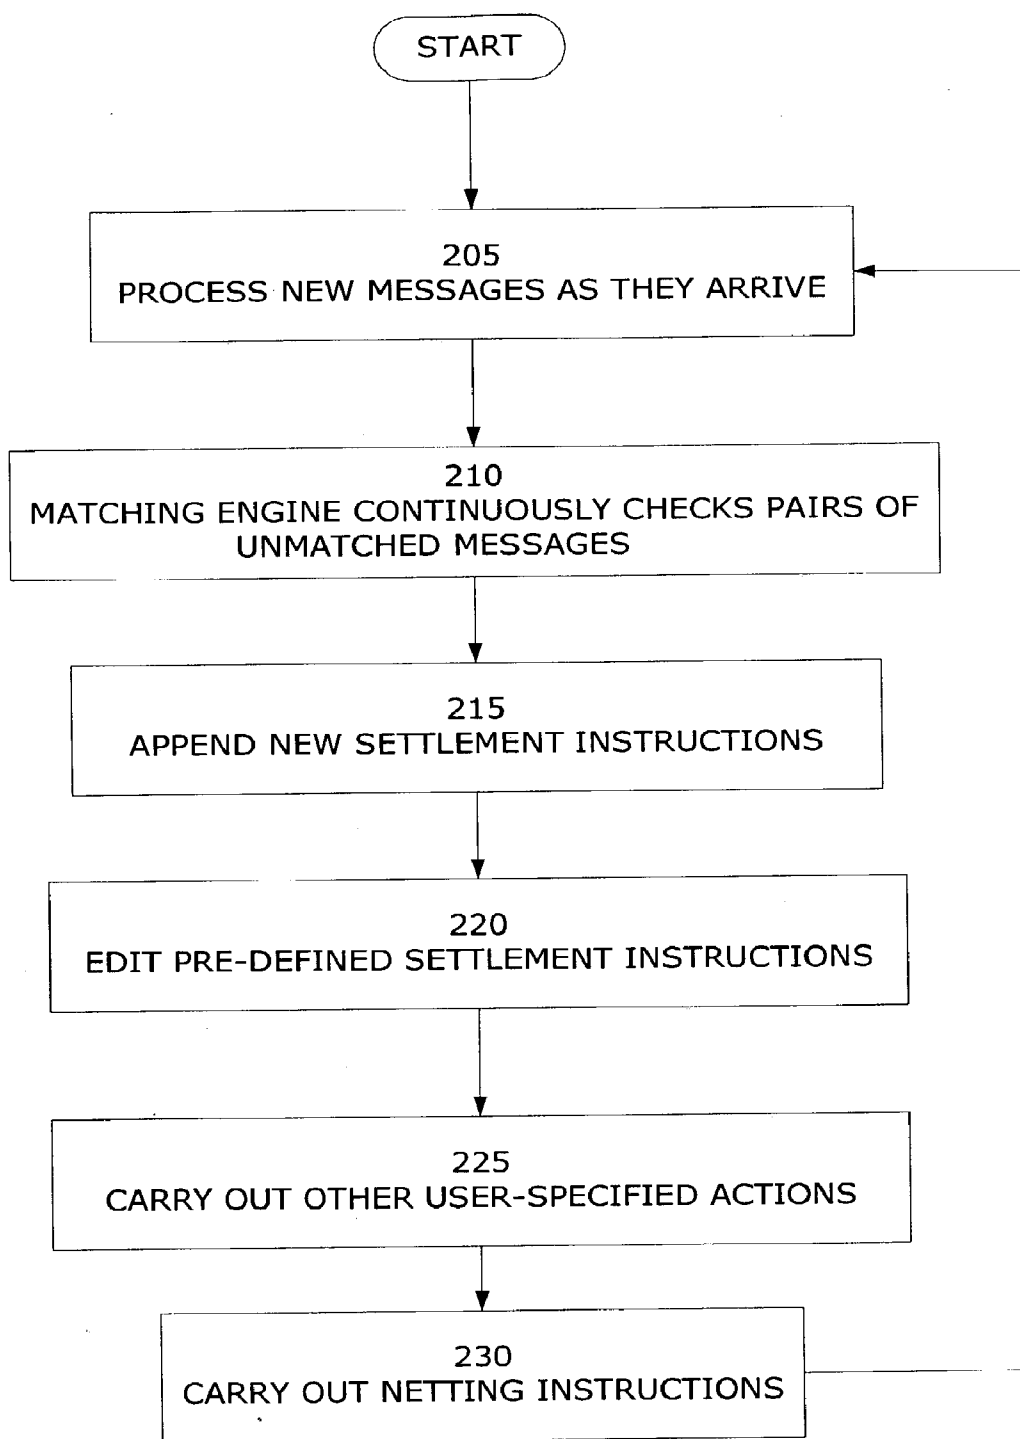 START
205
PROCESS NEW MESSAGES AS THEY ARRIVE
210
MATCHING ENGINE CONTINUOUSLY CHECKS PAIRS OF
UNMATCHED MESSAGES
215
APPEND NEW SETTLEMENT INSTRUCTIONS
220
EDIT PRE-DEFINED SETTLEMENT INSTRUCTIONS
225
CARRY OUT OTHER USER-SPECIFIED ACTIONS
230
CARRY OUT NETTING INSTRUCTIONS